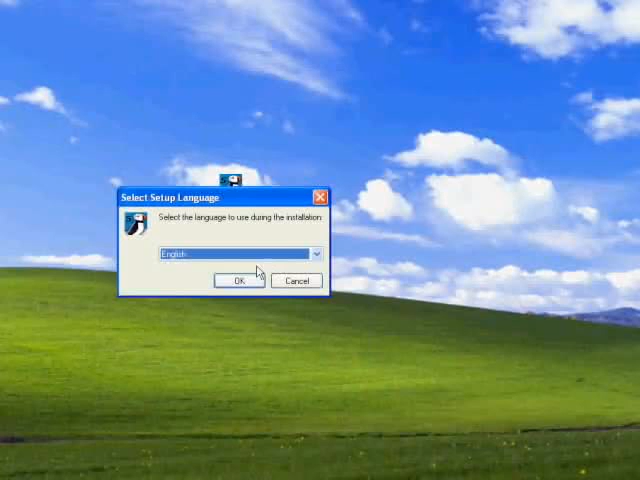 Select Setup Language
Select the language to use during the installation:
English
OK
Cancel